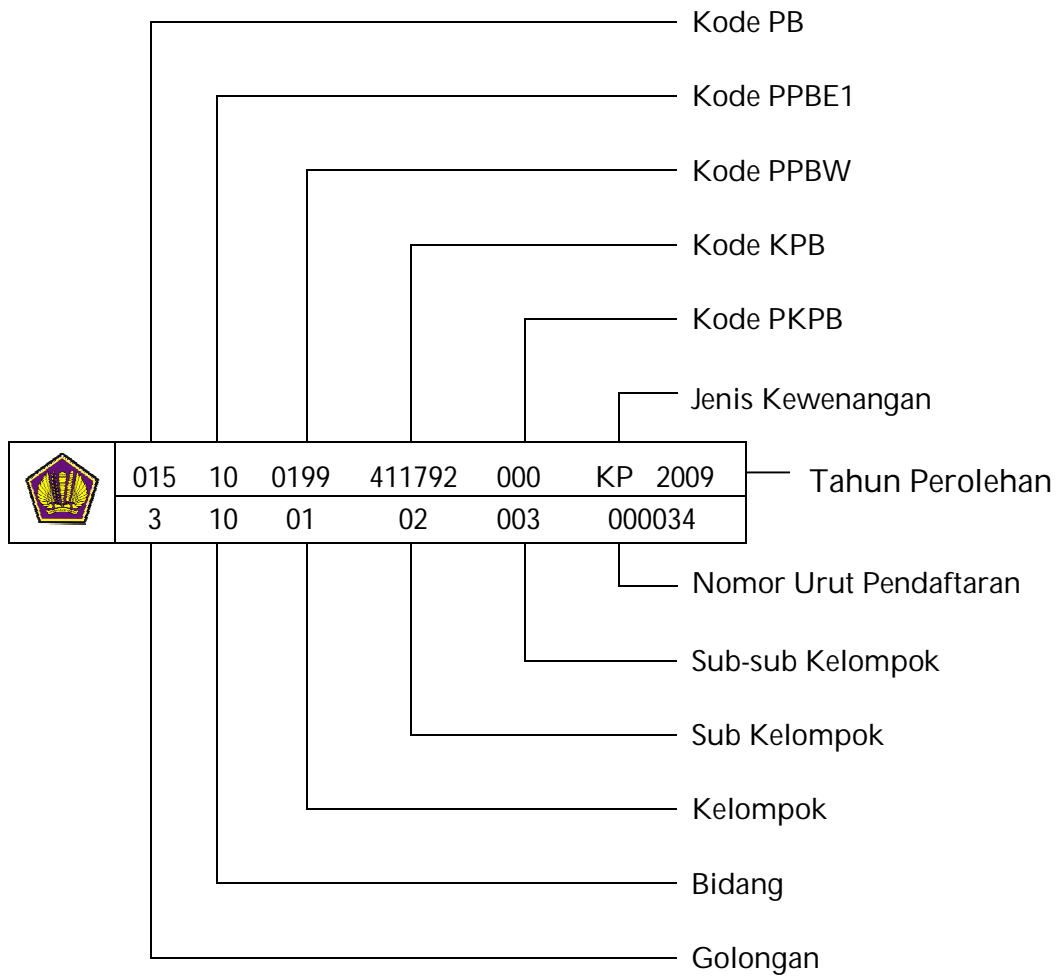 Kode PB
Kode PPBE1
Kode PPBW
Kode KPB
Kode PKPB
Jenis Kewenangan
015 10 0199 411792 000 KP 2009
Tahun Perolehan
3 10 01 02 003 000034
Nomor Urut Pendaftaran
Sub-sub Kelompok
Sub Kelompok
Kelompok
Bidang
Golongan